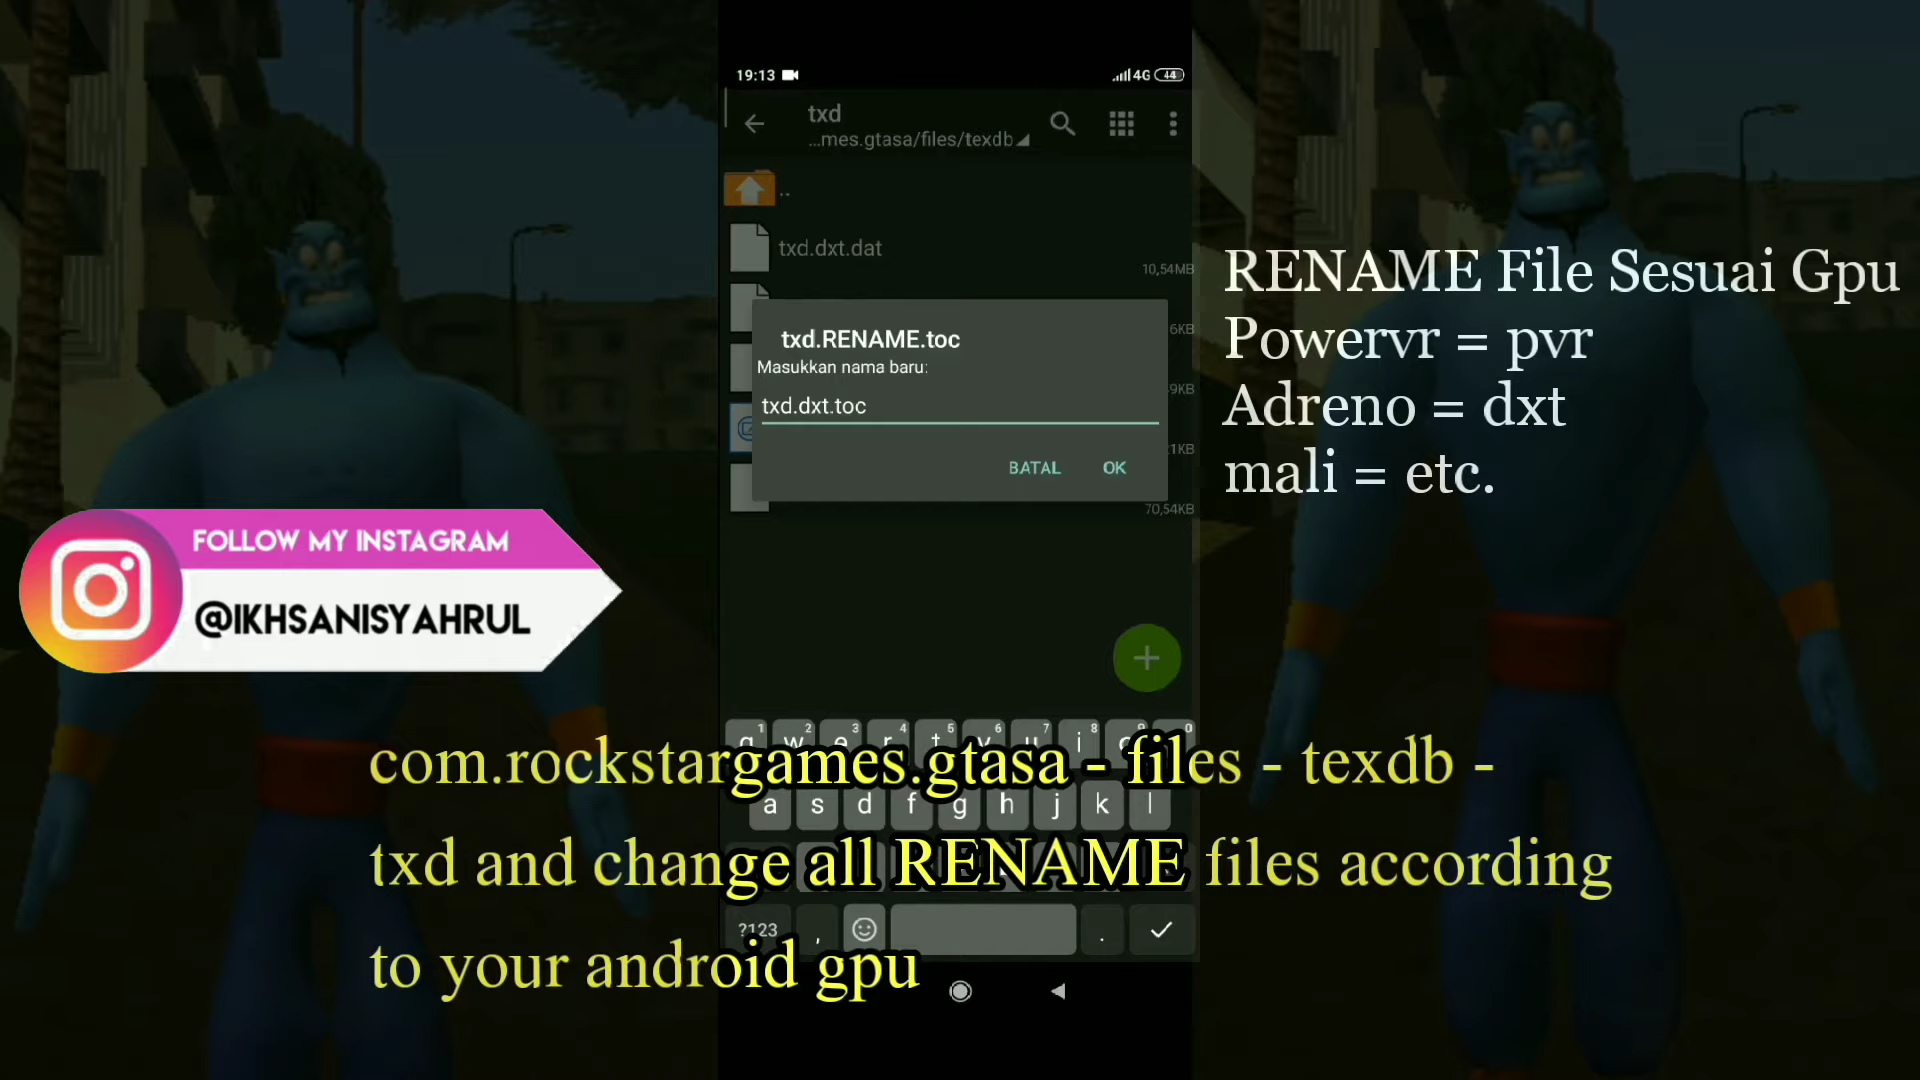 19:13
4G 44
txd
...mes.gtasa/files/texdb
..
txd.dxt.dat
10,54MB
txd.RENAME.toc
Masukkan nama baru:
txd.dxt.toc
BATAL OK
70,54KB
RENAME File Sesuai Gpu
Powervr = pvr
Adreno = dxt
mali = etc.
FOLLOW MY INSTAGRAM
@IKHSANISYAHRUL
com.rockstargames.gtasa - files - texdb -
txd and change all RENAME files according
to your android gpu
a s d f g h j k l
?123 , .